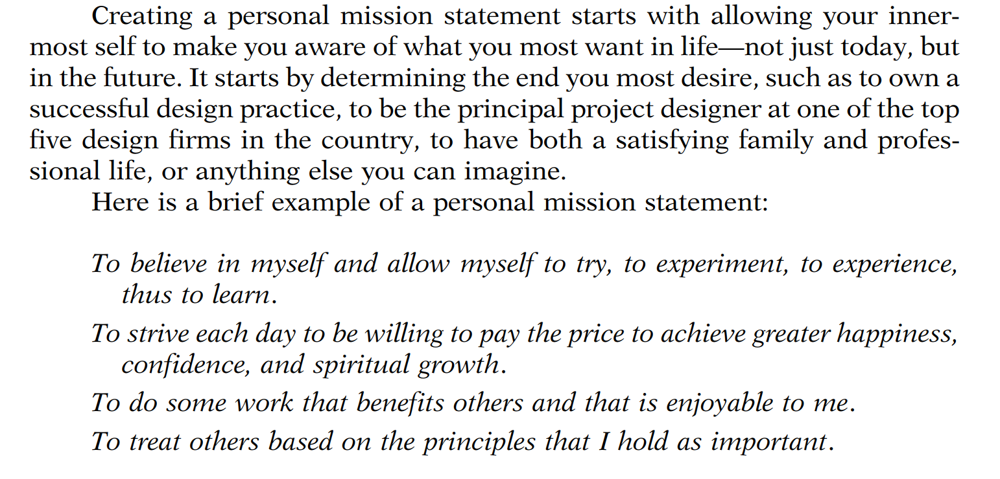 Creating a personal mission statement starts with allowing your inner-
most self to make you aware of what you most want in life—not just today, but
in the future. It starts by determining the end you most desire, such as to own a
successful design practice, to be the principal project designer at one of the top
five design firms in the country, to have both a satisfying family and profes-
sional life, or anything else you can imagine.
Here is a brief example of a personal mission statement:
To believe in myself and allow myself to try, to experiment, to experience,
thus to learn.
To strive each day to be willing to pay the price to achieve greater happiness,
confidence, and spiritual growth.
To do some work that benefits others and that is enjoyable to me.
To treat others based on the principles that I hold as important.